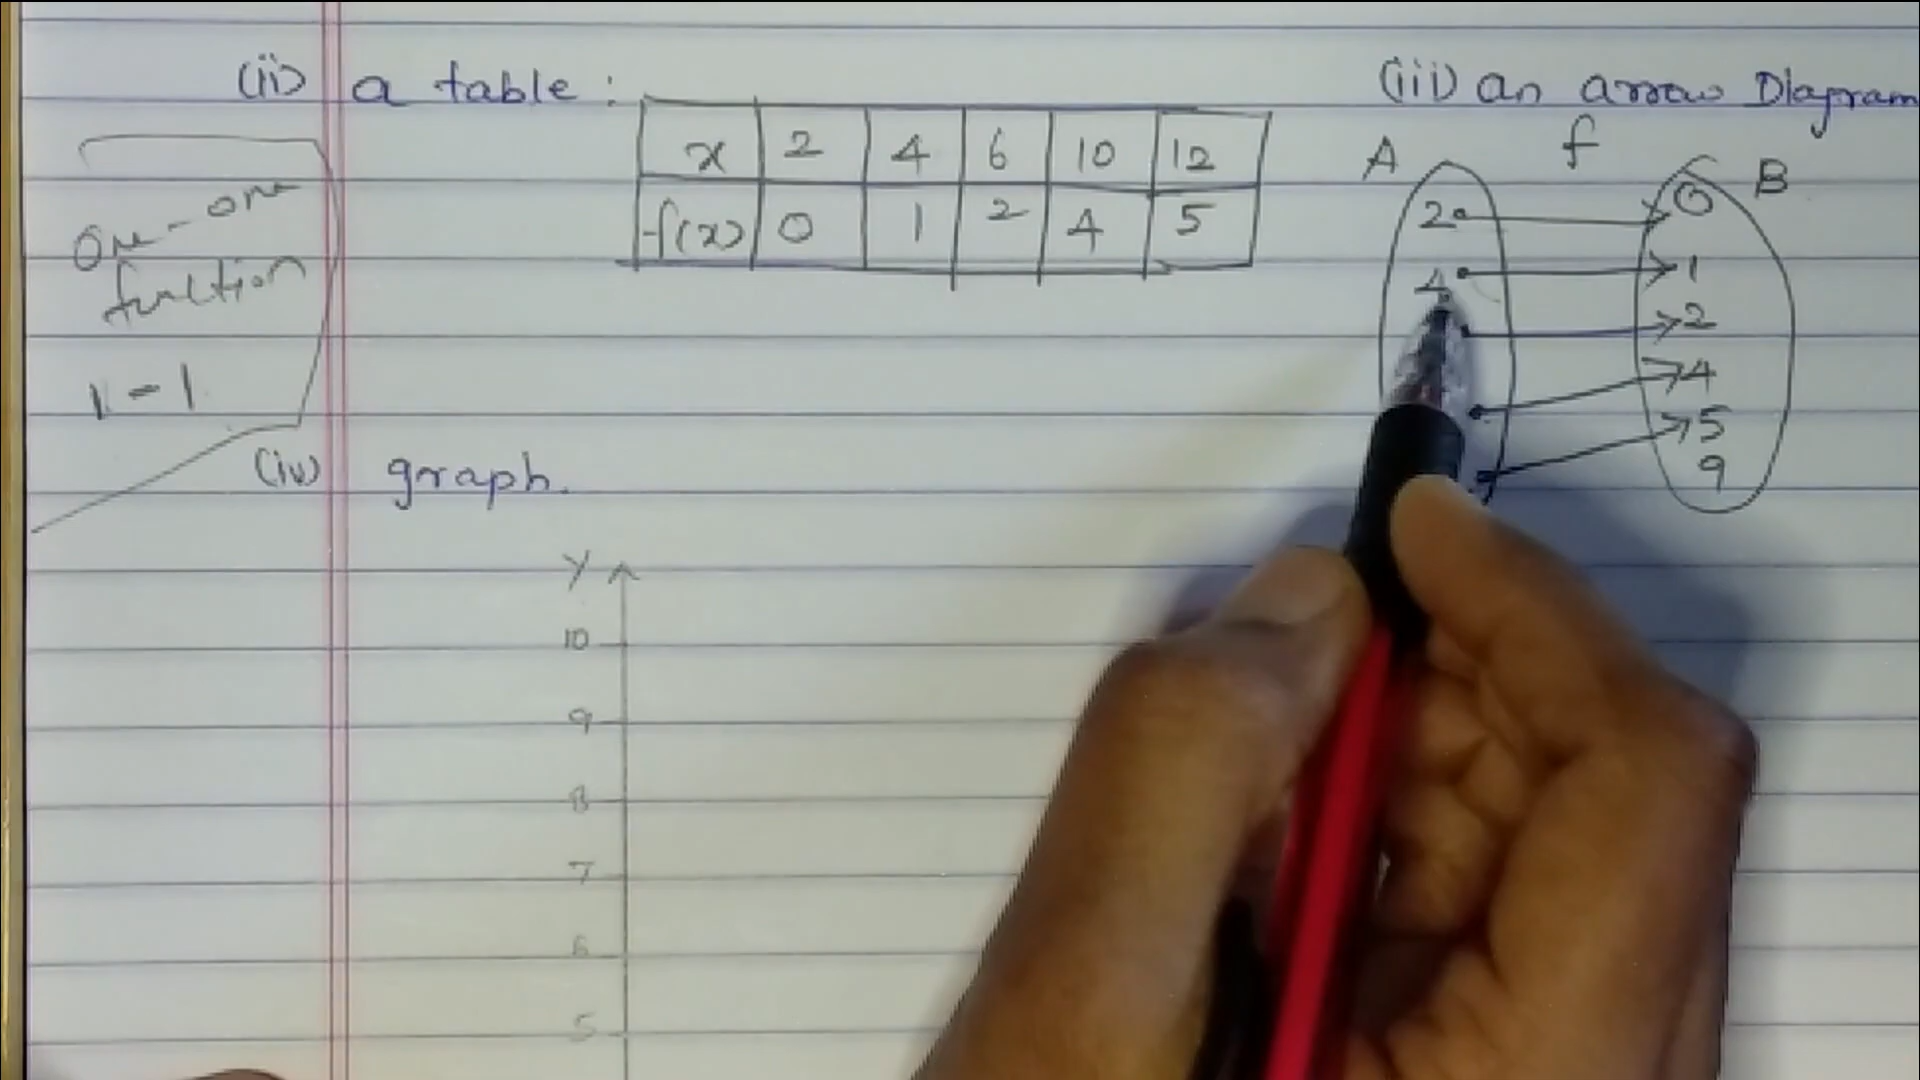 (ii) a table :
x 2 4 6 10 12
f(x) 0 1 2 4 5
(iii) an arrow Diagram
f
A B
2 0
4 1
2
4
5
9
One-one
function
1-1
(iv) graph.
Y
10
9
8
7
6
5